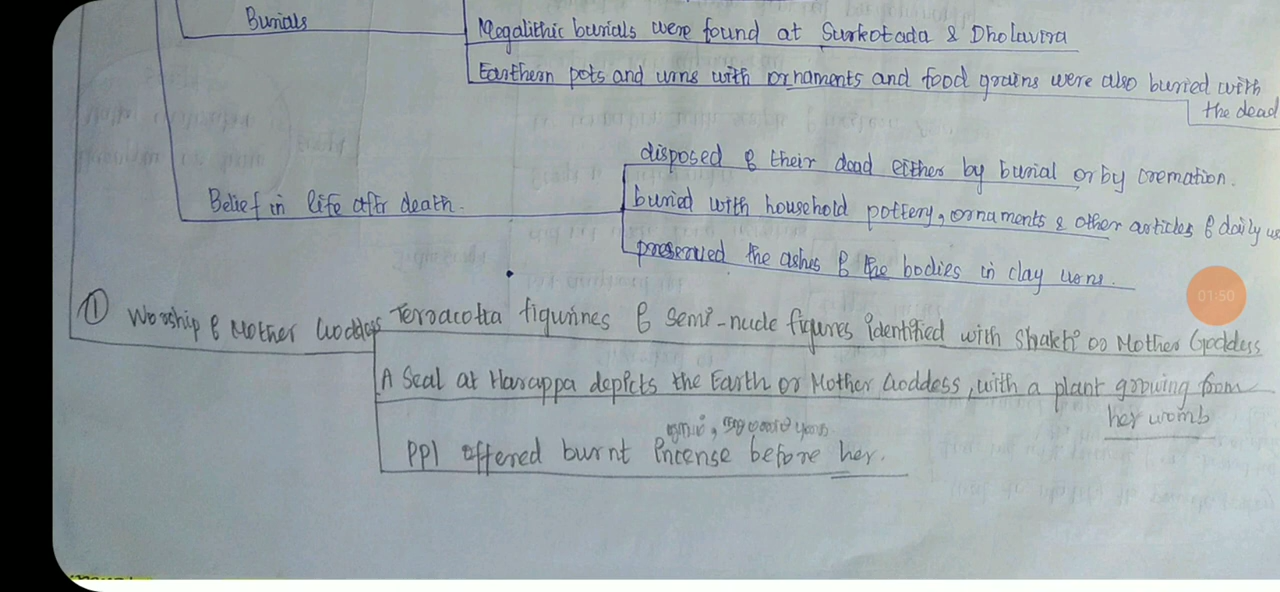 Burials
Megalithic burials were found at Surkotada & Dholavira
Earthern pots and urns with ornaments and food grains were also buried with
the dead
Belief in life aftr death.
disposed of their dead either by burial or by cremation.
buried with household pottery, ornaments & other articles of daily us
preserved the ashes of the bodies in clay urns.
① Worship of Mother Goddess
Terracotta figurines of semi-nude figures identified with Shakti or Mother Goddess
A Seal at Harappa depicts the Earth or Mother Goddess, with a plant growing from
her womb
PPl offered burnt incense before her.
01:50